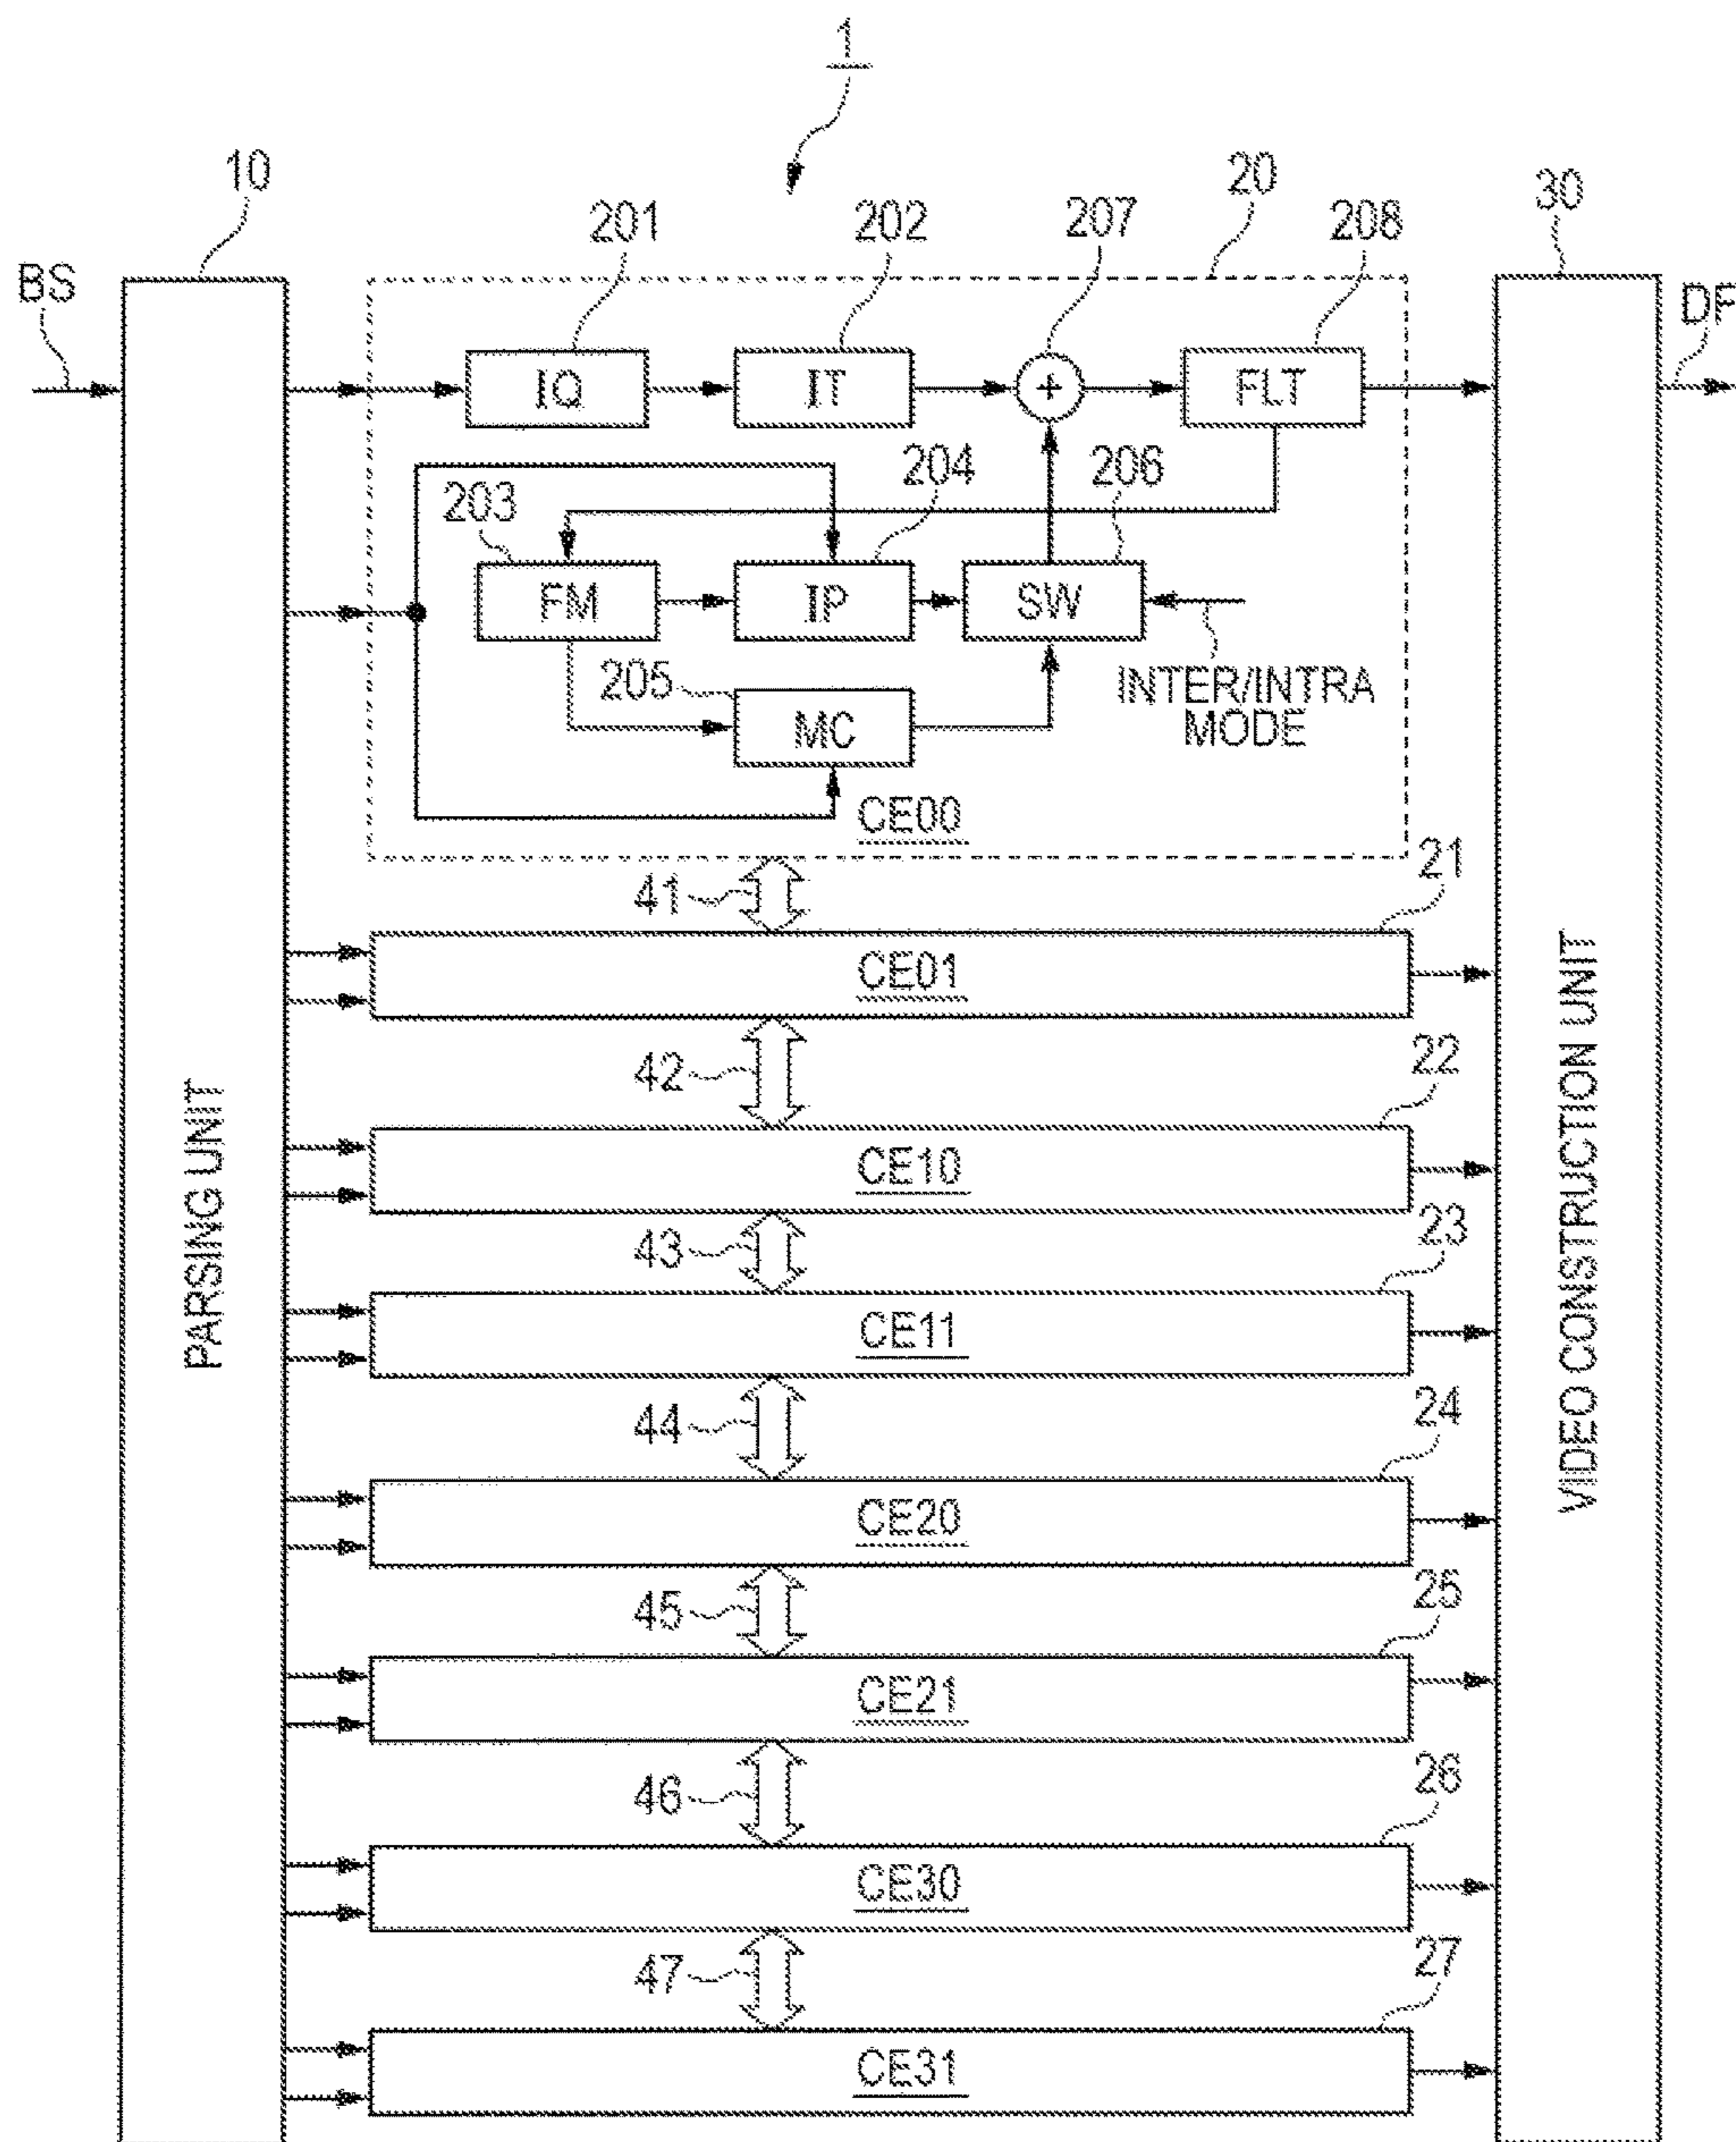 1
10
20
30
201
202
207
208
BS
DF
IQ
IT
+
FLT
203
204
206
FM
IP
SW
205
MC
INTER/INTRA
MODE
CE00
41
21
CE01
42
22
CE10
43
23
CE11
44
24
CE20
45
25
CE21
46
26
CE30
47
27
CE31
PARSING UNIT
VIDEO CONSTRUCTION UNIT